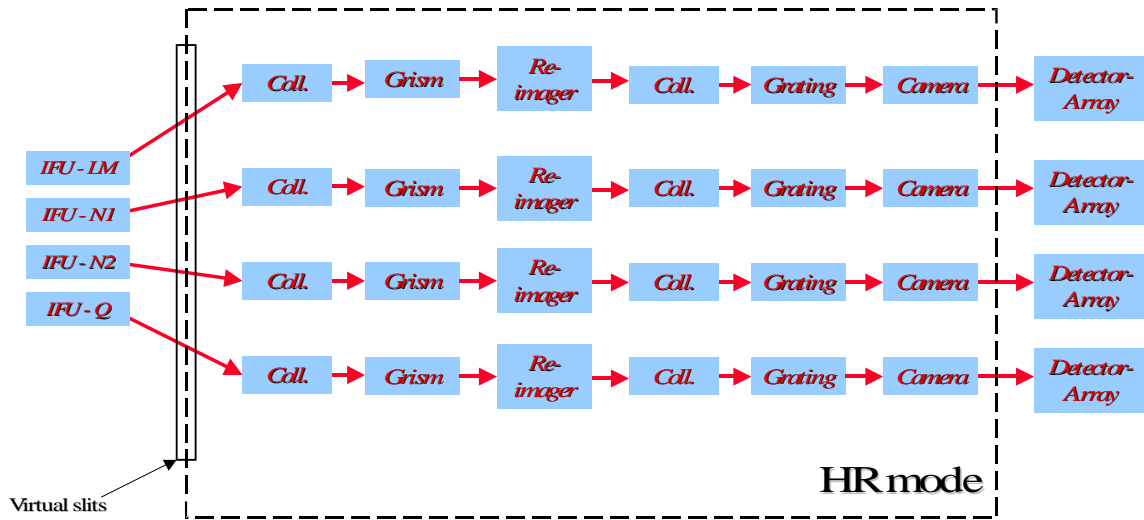 Coll.
Grism
Re-
imager
Coll.
Grating
Camera
Detector-
Array
IFU - LM
IFU - N1
Coll.
Grism
Re-
imager
Coll.
Grating
Camera
Detector-
Array
IFU - N2
Coll.
Grism
Re-
imager
Coll.
Grating
Camera
Detector-
Array
IFU - Q
Coll.
Grism
Re-
imager
Coll.
Grating
Camera
Detector-
Array
HR mode
Virtual slits